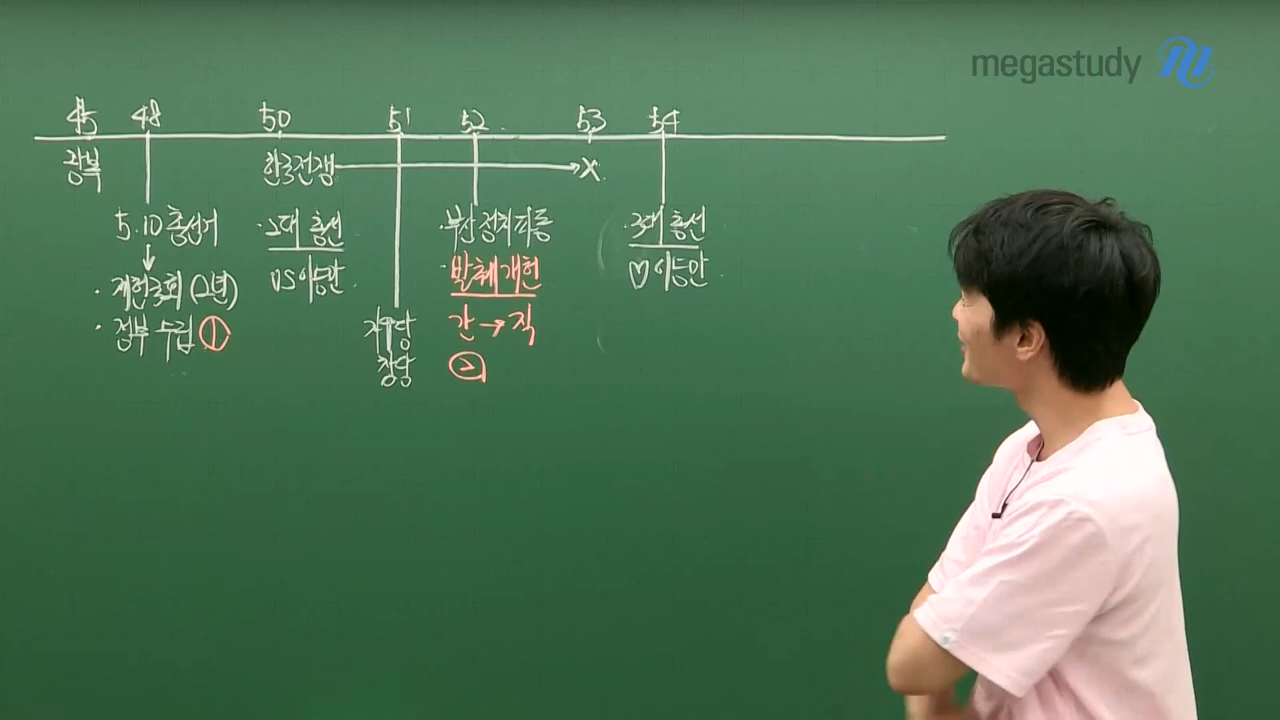 megastudy
45 48 50 51 52. 53 54
광복
한국전쟁 → X
5.10 총선거
↓
· 제헌국회 (2년)
· 정부 수립 ①
· 2대 총선
VS 이승만
자유당
창당
· 부산 정치파동
· 발췌개헌
간 → 직
②
· 3대 총선
♡ 이승만